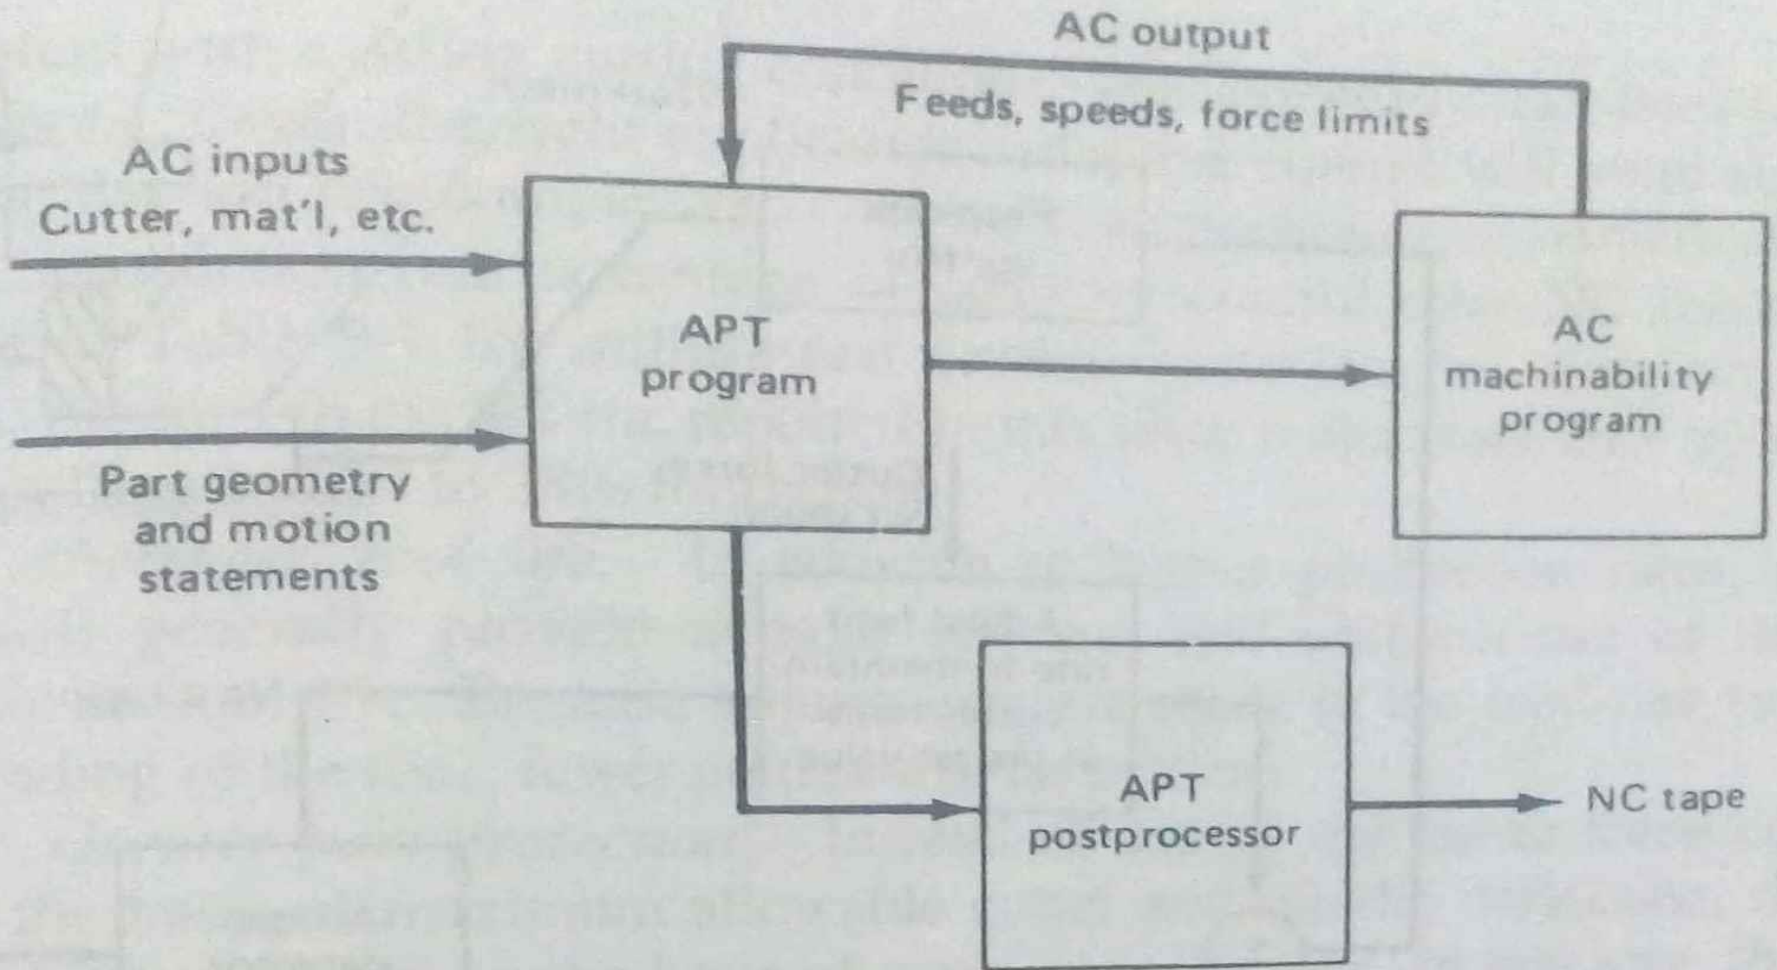 AC output
Feeds, speeds, force limits
AC inputs
Cutter, mat'l, etc.
APT
program
AC
machinability
program
Part geometry
and motion
statements
APT
postprocessor
NC tape